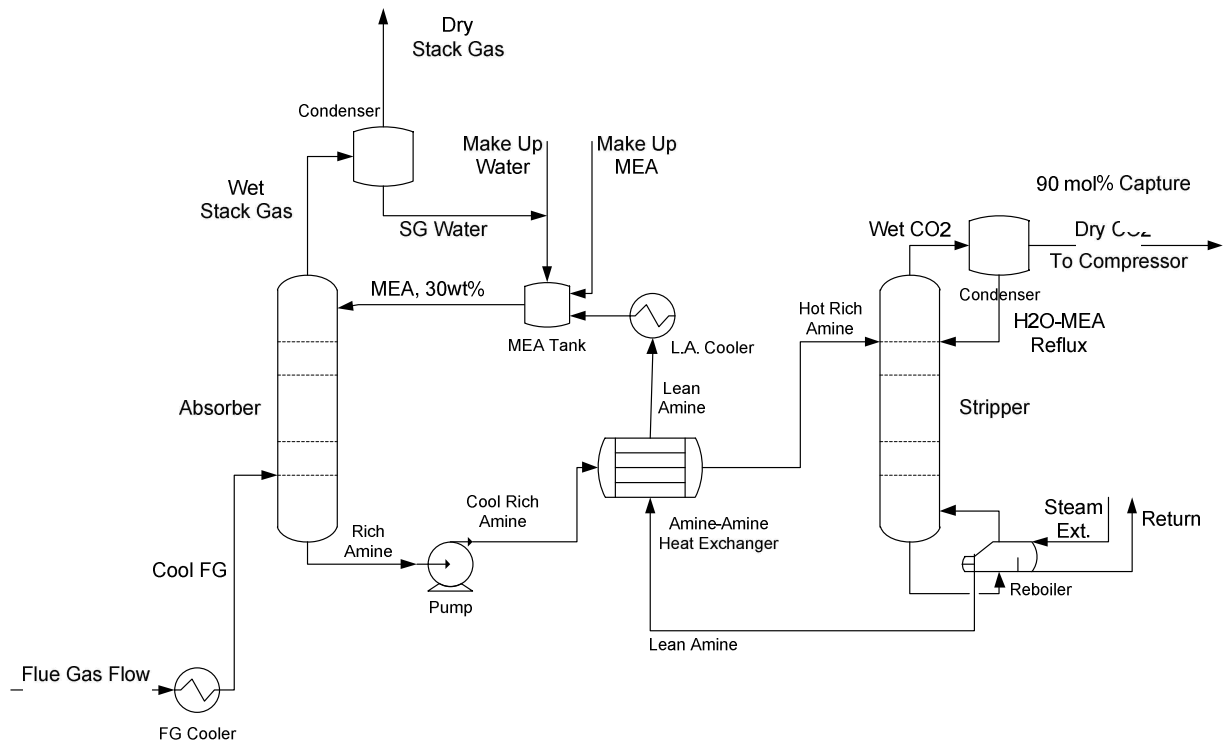 Dry
Stack Gas
Condenser
Make Up
Water
Make Up
MEA
90 mol% Capture
Wet
Stack Gas
SG Water
Wet CO2
Dry CO2
To Compressor
MEA, 30wt%
Condenser
Hot Rich
Amine
H2O-MEA
Reflux
MEA Tank
L.A. Cooler
Lean
Amine
Absorber
Stripper
Cool Rich
Amine
Amine-Amine
Heat Exchanger
Steam
Ext.
Return
Rich
Amine
Cool FG
Pump
Reboiler
Lean Amine
Flue Gas Flow
FG Cooler